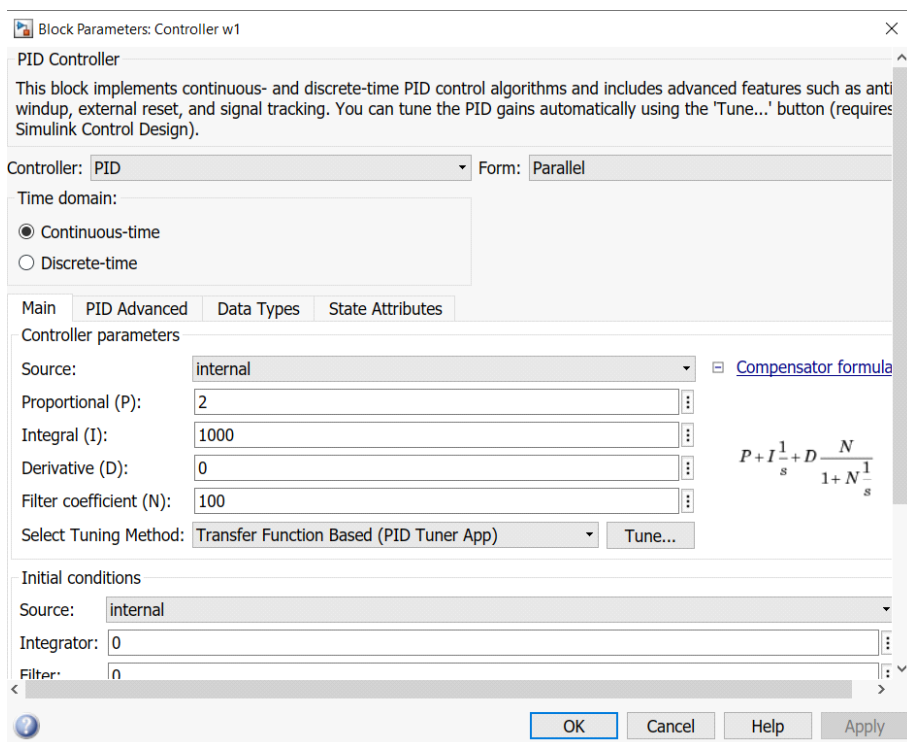 Block Parameters: Controller w1
PID Controller
This block implements continuous- and discrete-time PID control algorithms and includes advanced features such as anti
windup, external reset, and signal tracking. You can tune the PID gains automatically using the 'Tune...' button (requires
Simulink Control Design).
Controller: PID Form: Parallel
Time domain:
Continuous-time
Discrete-time
Main PID Advanced Data Types State Attributes
Controller parameters
Source: internal Compensator formula
Proportional (P): 2
Integral (I): 1000
Derivative (D): 0
P+I 1/s + D N/(1+N 1/s)
Filter coefficient (N): 100
Select Tuning Method: Transfer Function Based (PID Tuner App) Tune...
Initial conditions
Source: internal
Integrator: 0
Filter: 0
OK Cancel Help Apply